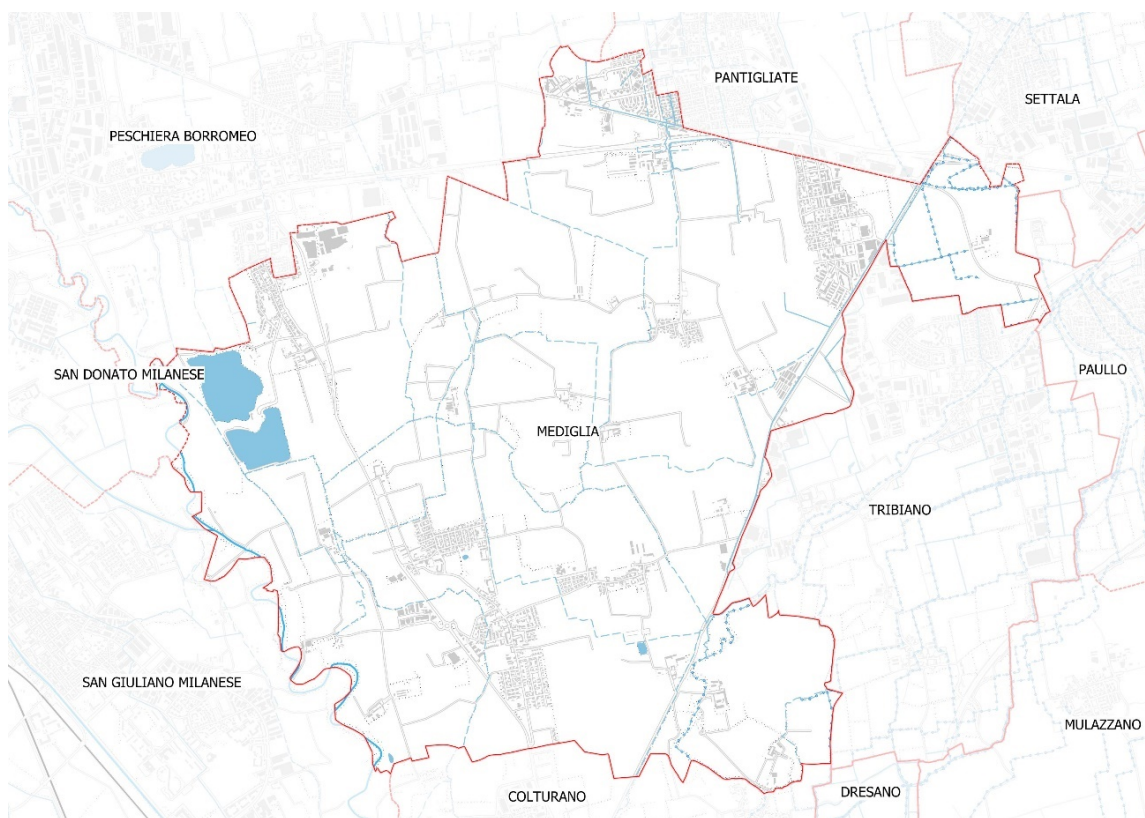 PANTIGLIATE
SETTALA
PESCHIERA BORROMEO
SAN DONATO MILANESE
PAULLO
MEDIGLIA
TRIBIANO
SAN GIULIANO MILANESE
MULAZZANO
COLTURANO
DRESANO